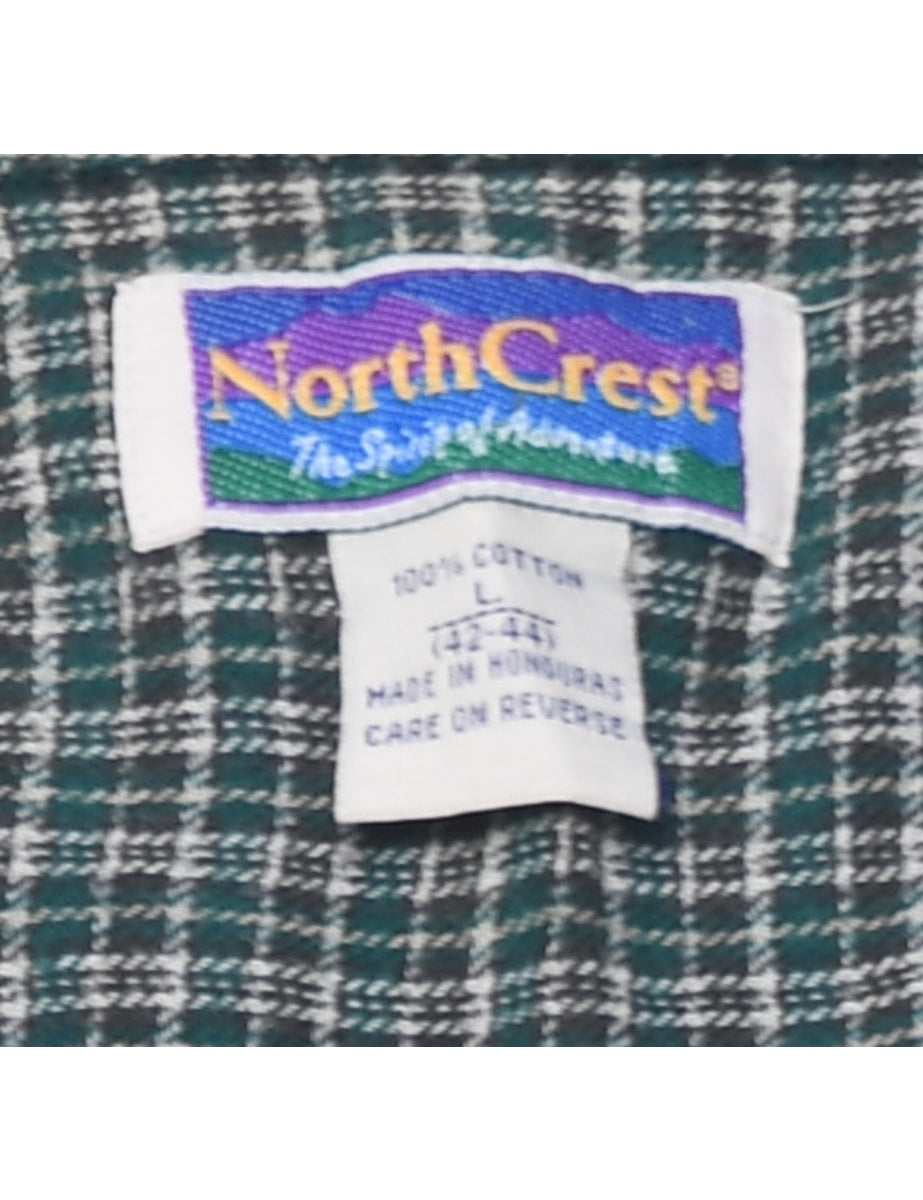 NorthCrest®
The Spirit of Adventure
100% COTTON
L.
(42-44)
MADE IN HONDURAS
CARE ON REVERSE